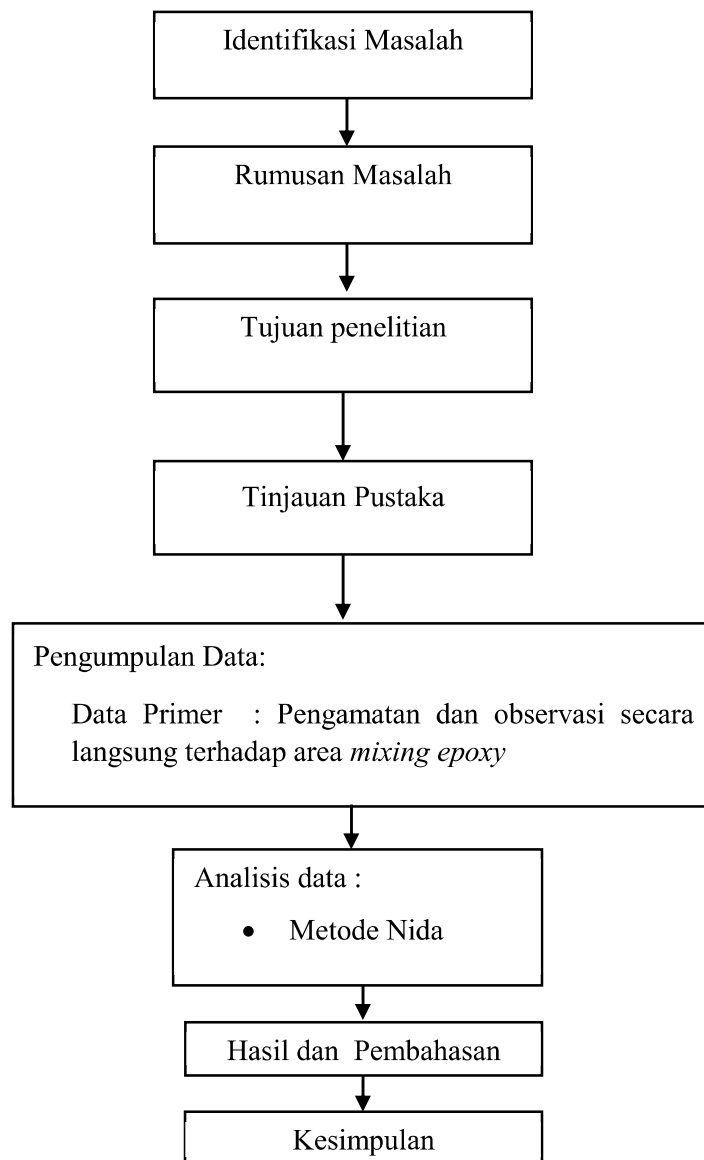 Identifikasi Masalah
Rumusan Masalah
Tujuan penelitian
Tinjauan Pustaka
Pengumpulan Data:
Data Primer : Pengamatan dan observasi secara
langsung terhadap area mixing epoxy
Analisis data :
• Metode Nida
Hasil dan Pembahasan
Kesimpulan